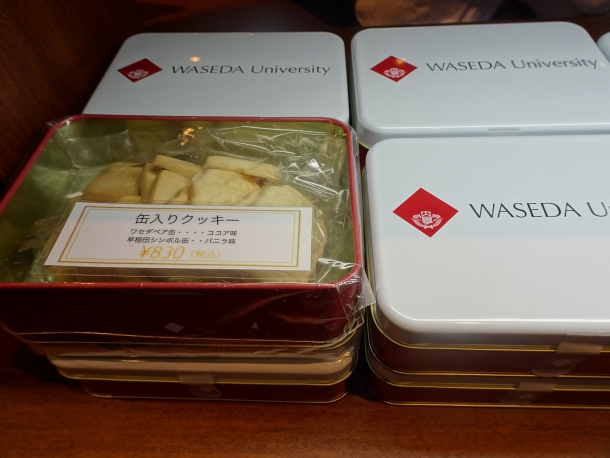 WASEDA University
WASEDA University
缶入りクッキー
ワセダベア缶・・・・ココア味
早稲田シンボル缶・・バニラ味
¥830（税込）
WASEDA U